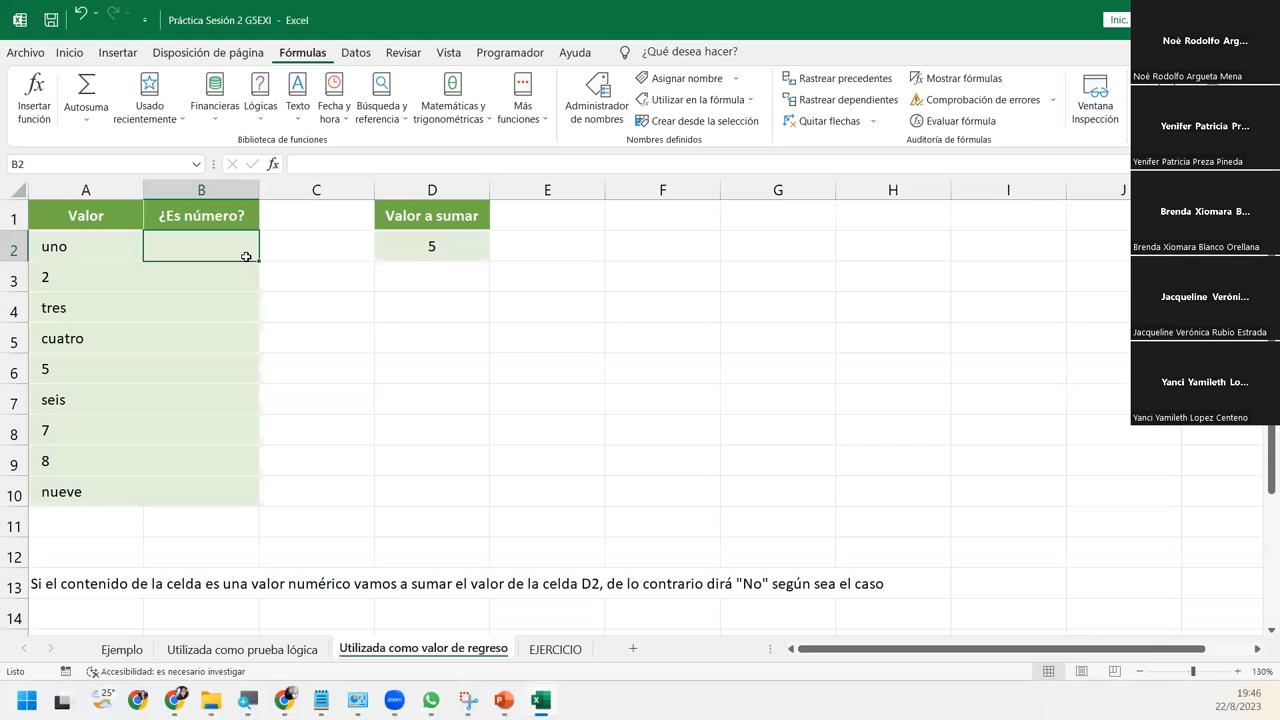 Práctica Sesión 2 G5EXI - Excel
Inic.
Archivo Inicio Insertar Disposición de página Fórmulas Datos Revisar Vista Programador Ayuda ¿Qué desea hacer?
Insertar función
Autosuma
Usado recientemente
Financieras
Lógicas
Texto
Fecha y hora
Búsqueda y referencia
Matemáticas y trigonométricas
Más funciones
Biblioteca de funciones
Administrador de nombres
Asignar nombre
Utilizar en la fórmula
Crear desde la selección
Nombres definidos
Rastrear precedentes
Rastrear dependientes
Quitar flechas
Mostrar fórmulas
Comprobación de errores
Evaluar fórmula
Auditoría de fórmulas
Ventana Inspección
B2
fx
A B C D E F G H I J
1 Valor ¿Es número? Valor a sumar
2 uno 5
3 2
4 tres
5 cuatro
6 5
7 seis
8 7
9 8
10 nueve
11
12
13 Si el contenido de la celda es una valor numérico vamos a sumar el valor de la celda D2, de lo contrario dirá "No" según sea el caso
14
Ejemplo Utilizada como prueba lógica Utilizada como valor de regreso EJERCICIO
Listo Accesibilidad: es necesario investigar 130%
25°
zoom
19:46
22/8/2023
Noè Rodolfo Arg...
Noè Rodolfo Argueta Mena
Yenifer Patricia Pr...
Yenifer Patricia Preza Pineda
Brenda Xiomara B...
Brenda Xiomara Blanco Orellana
Jacqueline Veróni...
Jacqueline Verónica Rubio Estrada
Yanci Yamileth Lo...
Yanci Yamileth Lopez Centeno